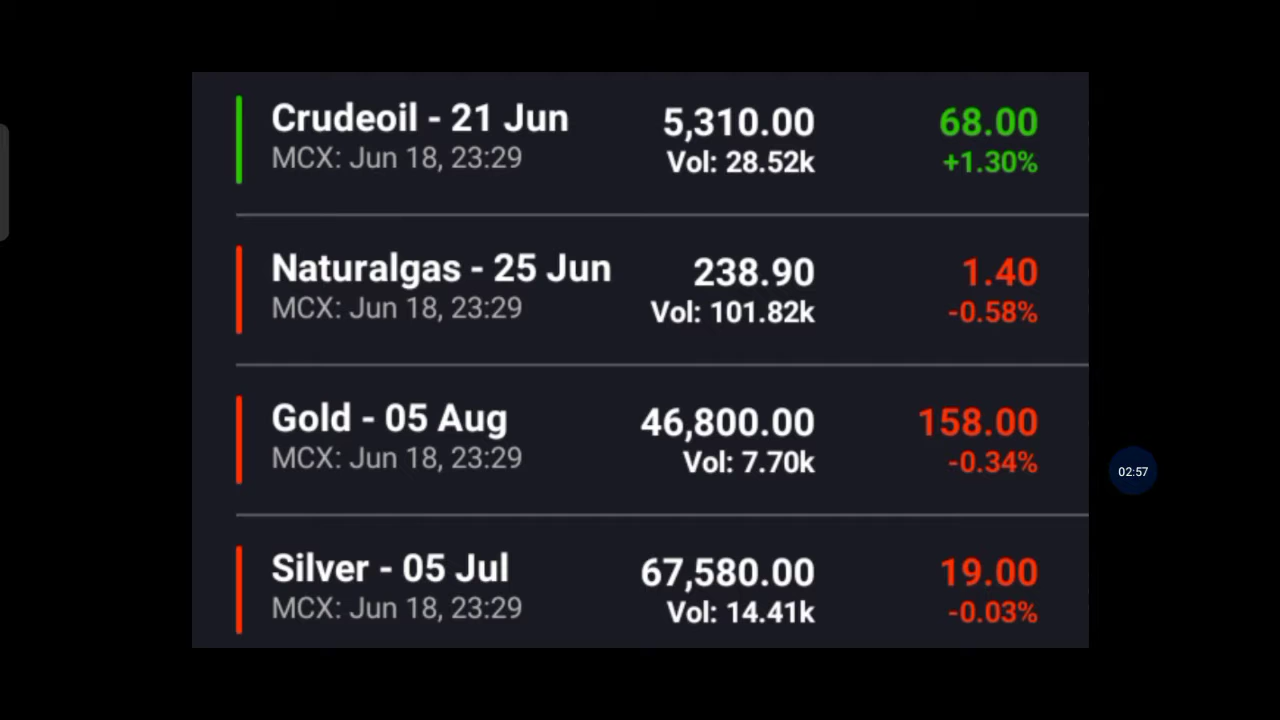 Crudeoil - 21 Jun 5,310.00 68.00
MCX: Jun 18, 23:29 Vol: 28.52k +1.30%
Naturalgas - 25 Jun 238.90 1.40
MCX: Jun 18, 23:29 Vol: 101.82k -0.58%
Gold - 05 Aug 46,800.00 158.00
MCX: Jun 18, 23:29 Vol: 7.70k -0.34%
02:57
Silver - 05 Jul 67,580.00 19.00
MCX: Jun 18, 23:29 Vol: 14.41k -0.03%